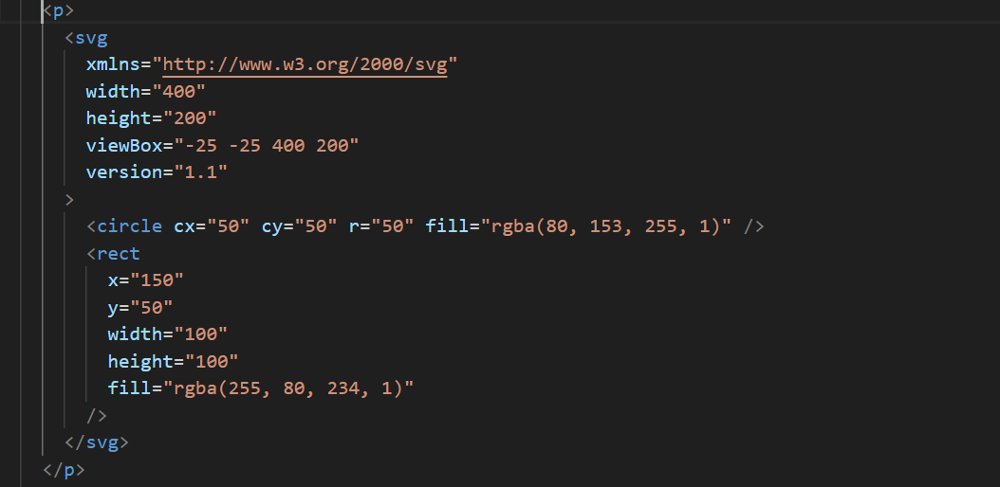 <p>
<svg
xmlns="http://www.w3.org/2000/svg"
width="400"
height="200"
viewBox="-25 -25 400 200"
version="1.1"
>
<circle cx="50" cy="50" r="50" fill="rgba(80, 153, 255, 1)" />
<rect
x="150"
y="50"
width="100"
height="100"
fill="rgba(255, 80, 234, 1)"
/>
</svg>
</p>